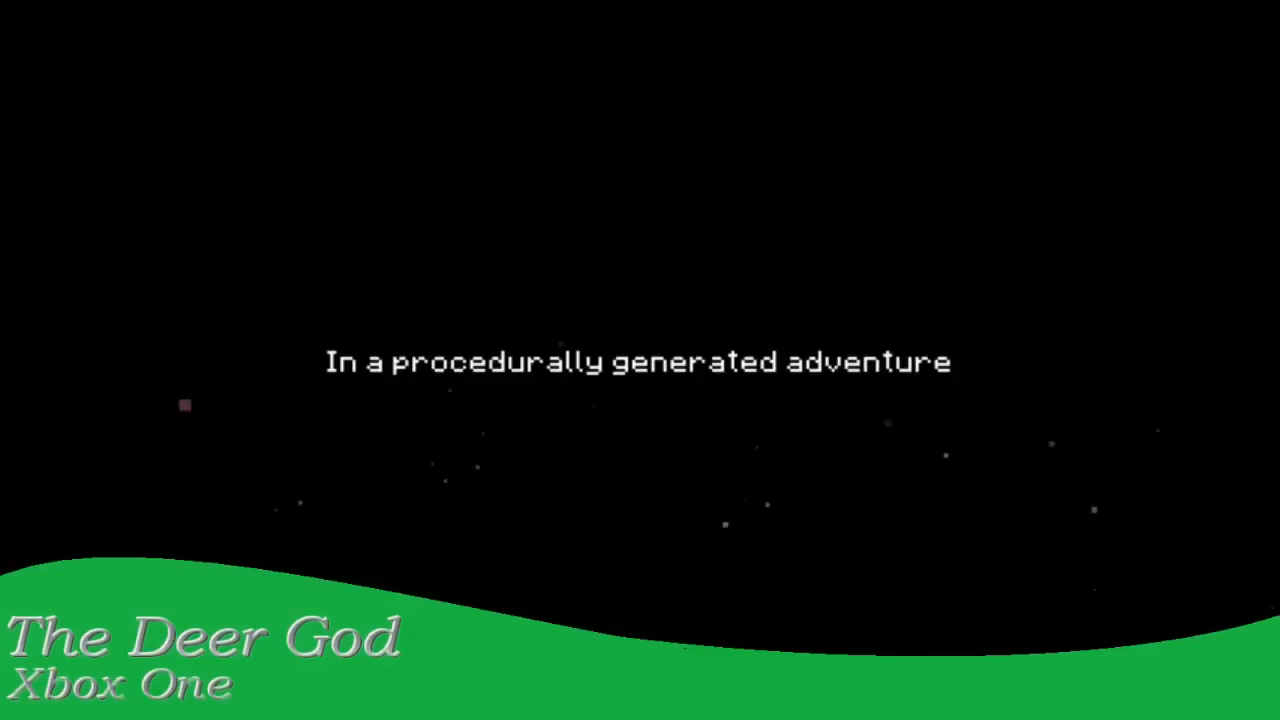 In a procedurally generated adventure
The Deer God
Xbox One